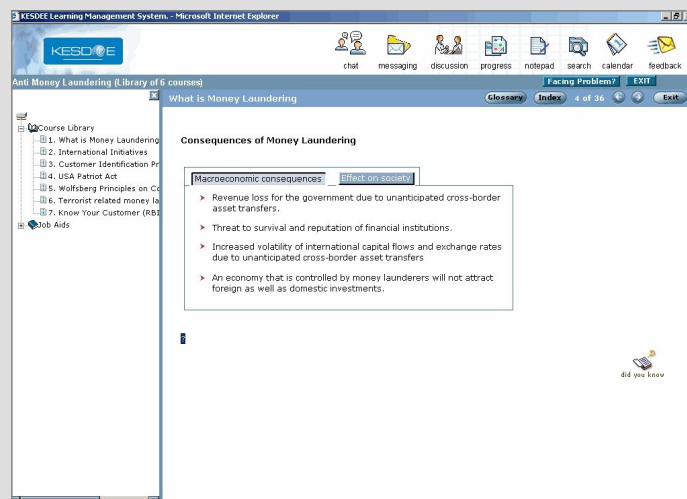 KESDEE Learning Management System. - Microsoft Internet Explorer
KESDEE
chat messaging discussion progress notepad search calendar feedback
Anti Money Laundering (Library of 6 courses)
Facing Problem? EXIT
What is Money Laundering
Glossary Index 4 of 36 Exit
Course Library
1. What is Money Laundering
2. International Initiatives
3. Customer Identification Pr
4. USA Patriot Act
5. Wolfsberg Principles on Co
6. Terrorist related money la
7. Know Your Customer (RBI
Job Aids
Consequences of Money Laundering
Macroeconomic consequences Effect on society
Revenue loss for the government due to unanticipated cross-border
asset transfers.
Threat to survival and reputation of financial institutions.
Increased volatility of international capital flows and exchange rates
due to unanticipated cross-border asset transfers
An economy that is controlled by money launderers will not attract
foreign as well as domestic investments.
?
did you know